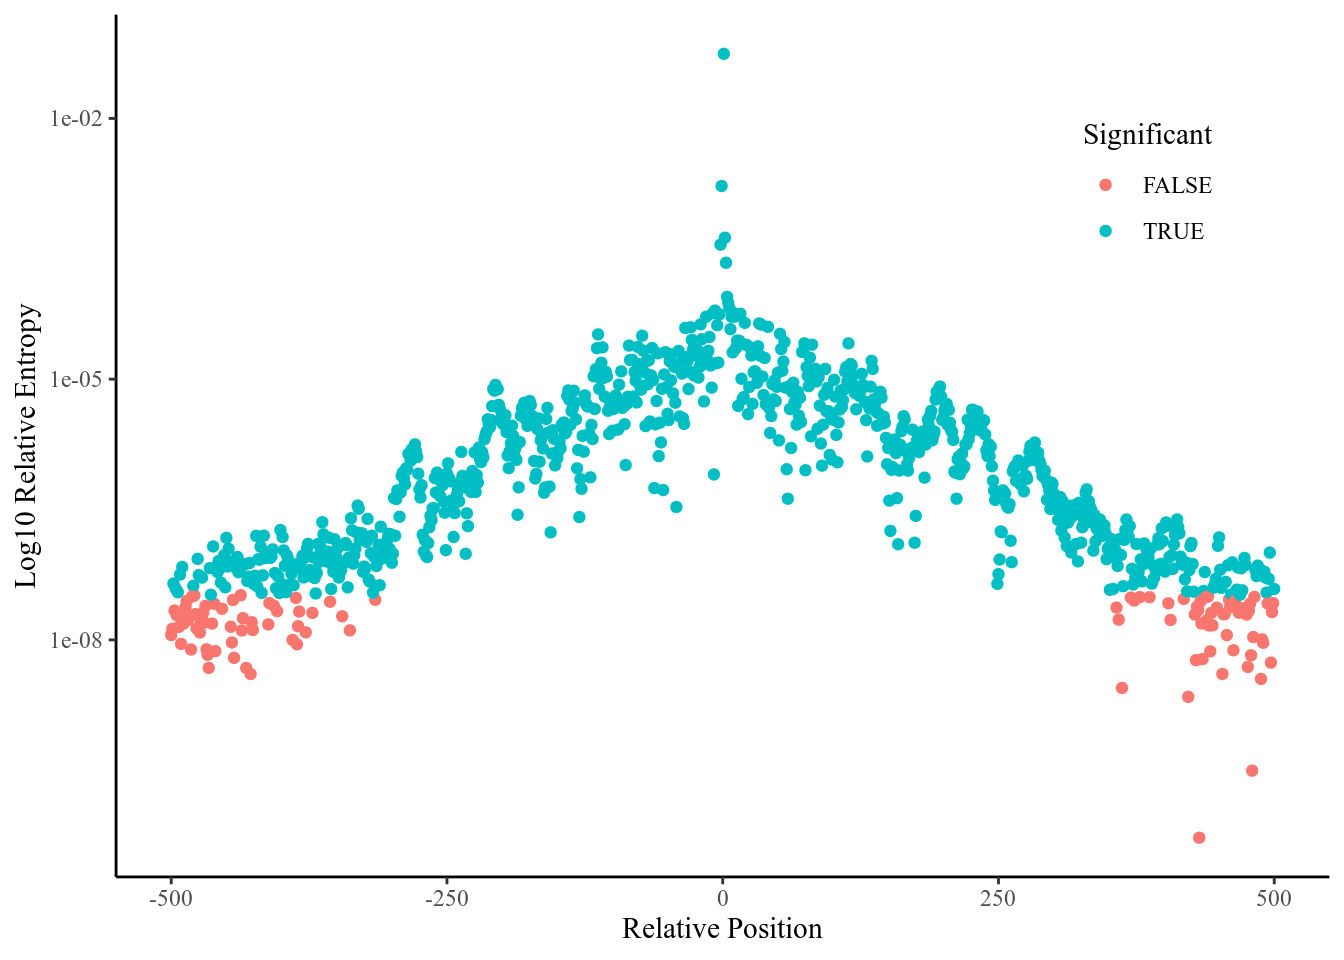 Log10 Relative Entropy
1e-02
1e-05
1e-08
Significant
FALSE
TRUE
-500
-250
0
250
500
Relative Position